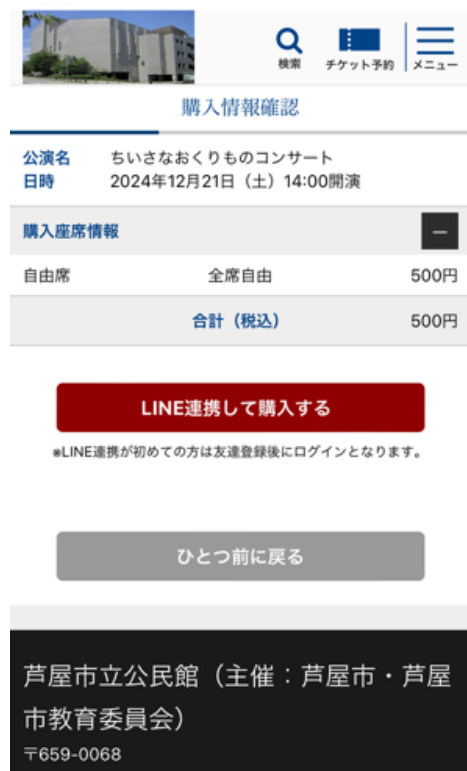 検索
チケット予約
メニュー
購入情報確認
公演名 ちいさなおくりものコンサート
日時 2024年12月21日（土）14:00開演
購入座席情報
自由席 全席自由 500円
合計（税込） 500円
LINE連携して購入する
※LINE連携が初めての方は友達登録後にログインとなります。
ひとつ前に戻る
芦屋市立公民館（主催：芦屋市・芦屋
市教育委員会）
〒659-0068